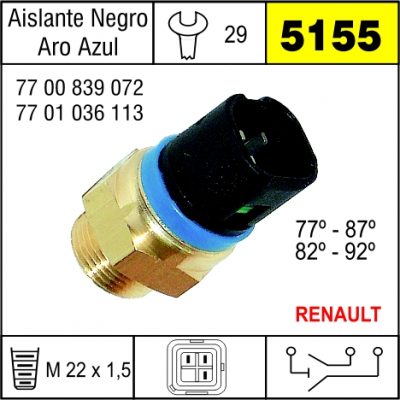 Aislante Negro
Aro Azul
29
5155
77 00 839 072
77 01 036 113
77º - 87º
82º - 92º
RENAULT
M 22 x 1,5